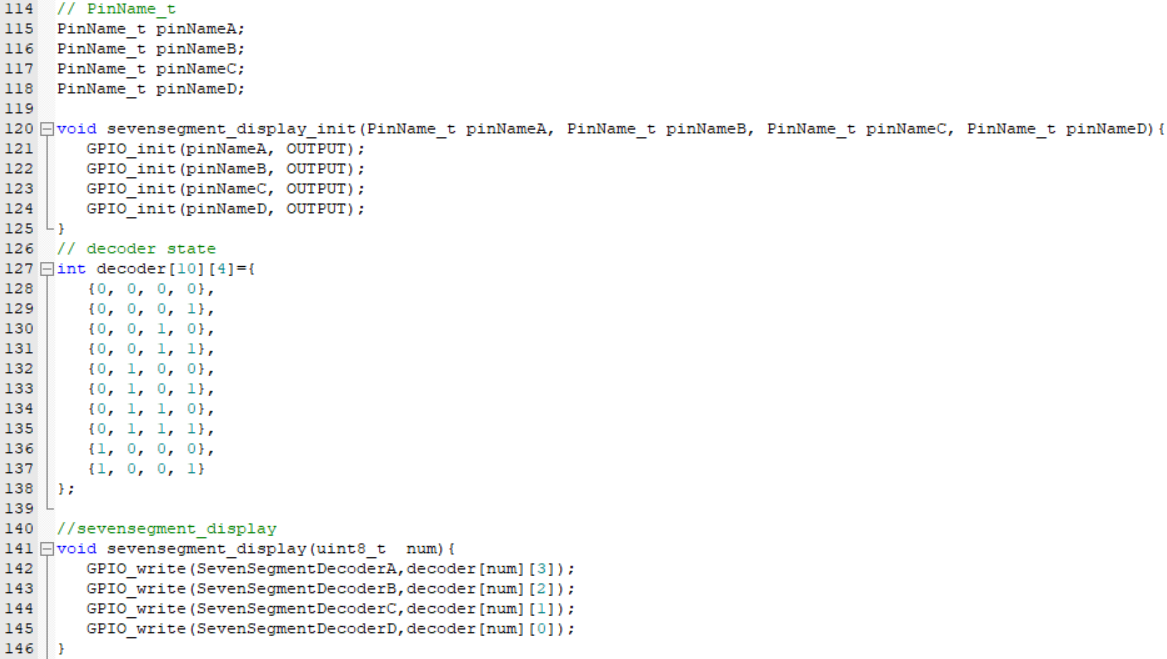 114 // PinName_t
115 PinName_t pinNameA;
116 PinName_t pinNameB;
117 PinName_t pinNameC;
118 PinName_t pinNameD;
119
120 void sevensegment_display_init(PinName_t pinNameA, PinName_t pinNameB, PinName_t pinNameC, PinName_t pinNameD){
121    GPIO_init(pinNameA, OUTPUT);
122    GPIO_init(pinNameB, OUTPUT);
123    GPIO_init(pinNameC, OUTPUT);
124    GPIO_init(pinNameD, OUTPUT);
125 }
126 // decoder state
127 int decoder[10][4]={
128    {0, 0, 0, 0},
129    {0, 0, 0, 1},
130    {0, 0, 1, 0},
131    {0, 0, 1, 1},
132    {0, 1, 0, 0},
133    {0, 1, 0, 1},
134    {0, 1, 1, 0},
135    {0, 1, 1, 1},
136    {1, 0, 0, 0},
137    {1, 0, 0, 1}
138 };
139
140 //sevensegment_display
141 void sevensegment_display(uint8_t  num){
142    GPIO_write(SevenSegmentDecoderA,decoder[num][3]);
143    GPIO_write(SevenSegmentDecoderB,decoder[num][2]);
144    GPIO_write(SevenSegmentDecoderC,decoder[num][1]);
145    GPIO_write(SevenSegmentDecoderD,decoder[num][0]);
146 }